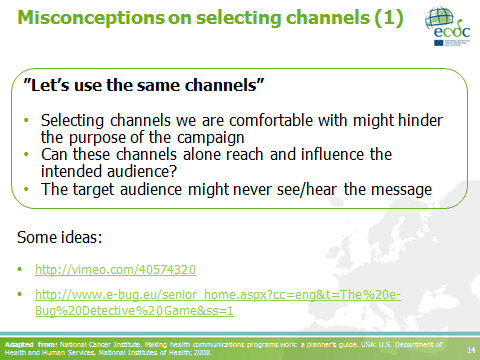 Misconceptions on selecting channels (1)
ecdc
”Let’s use the same channels”
• Selecting channels we are comfortable with might hinder
the purpose of the campaign
• Can these channels alone reach and influence the
intended audience?
• The target audience might never see/hear the message
Some ideas:
• http://vimeo.com/40574320
• http://www.e-bug.eu/senior_home.aspx?cc=eng&t=The%20e-
Bug%20Detective%20Game&ss=1
Adapted from: National Cancer Institute. Making health communications programs work: a planner’s guide. USA: U.S. Department of
Health and Human Services, National Institutes of Health; 2008.
14